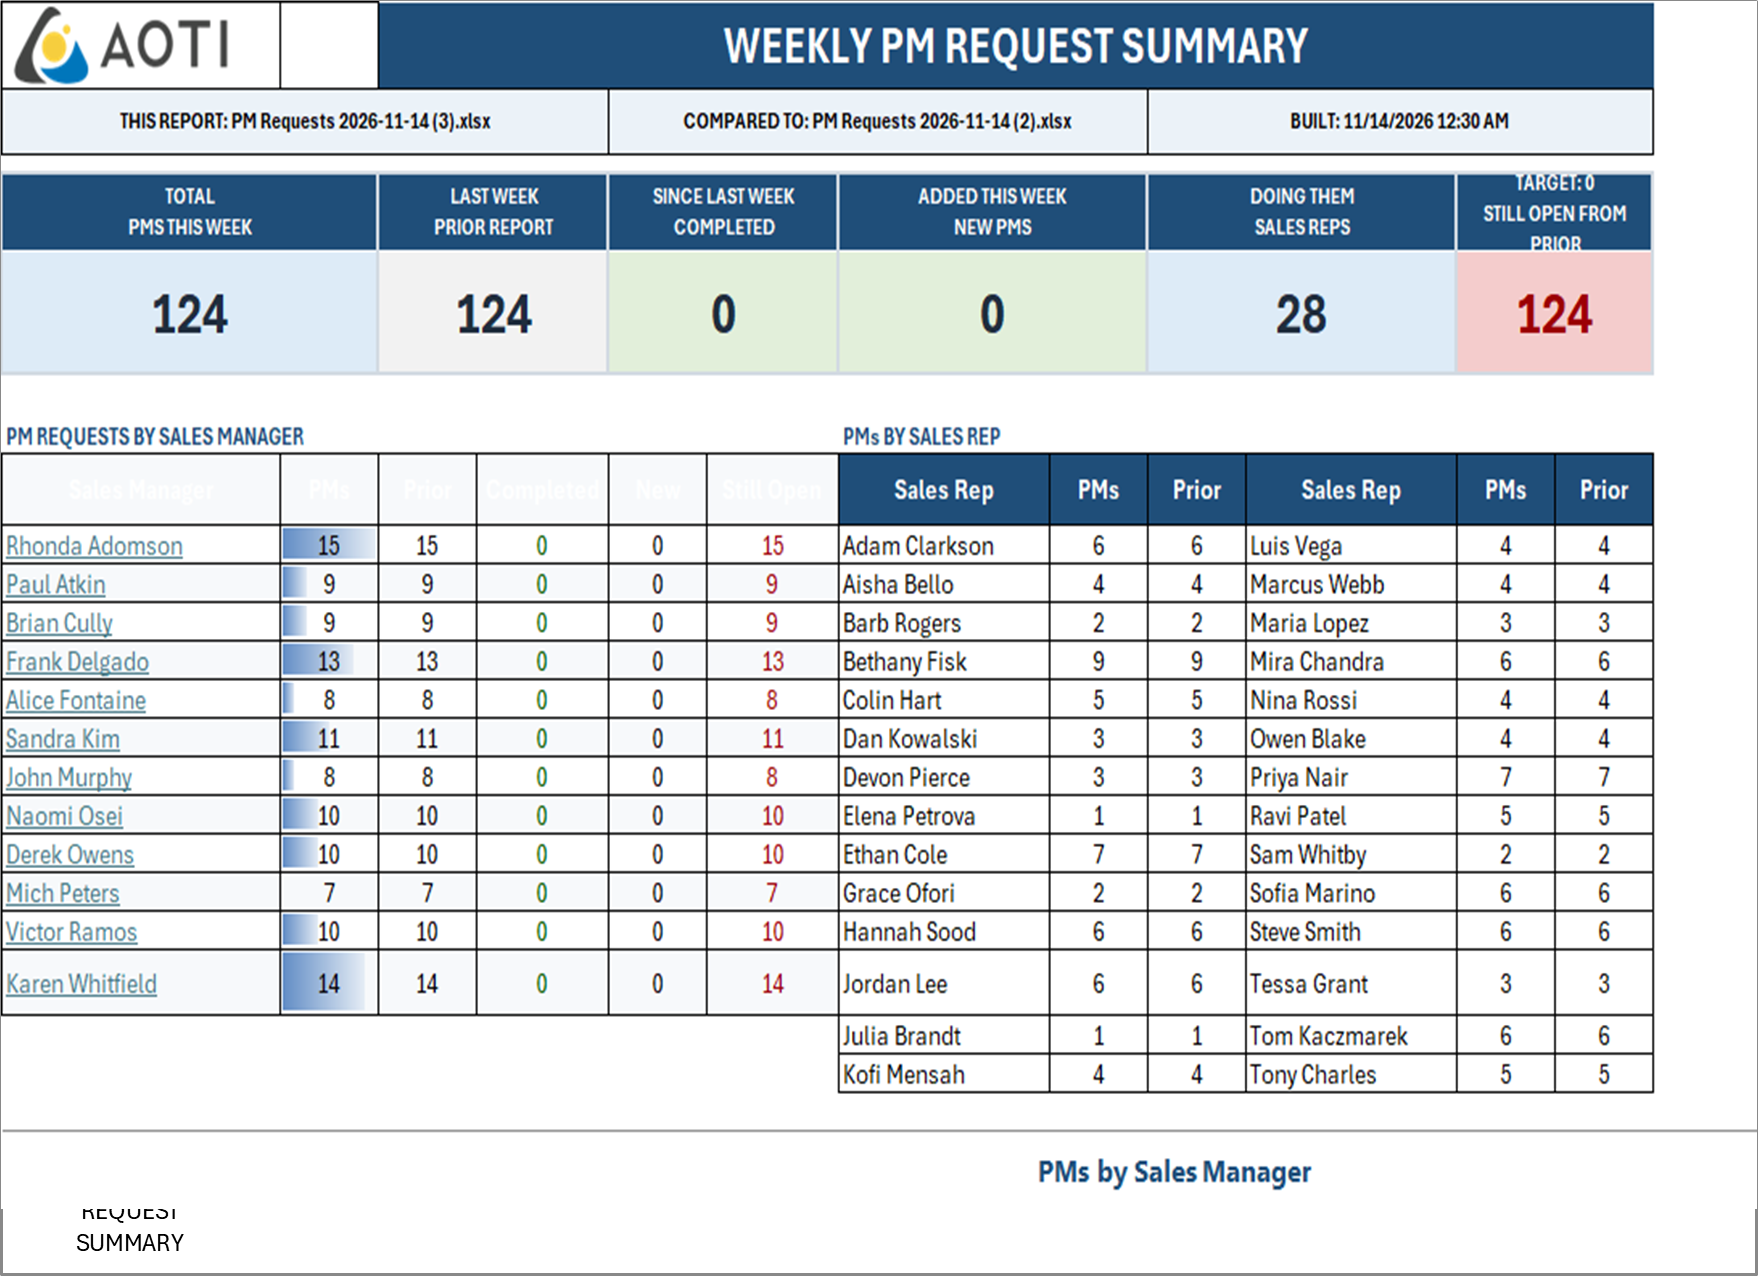 AOTI
WEEKLY PM REQUEST SUMMARY
THIS REPORT: PM Requests 2026-11-14 (3).xlsx
COMPARED TO: PM Requests 2026-11-14 (2).xlsx
BUILT: 11/14/2026 12:30 AM
TOTAL
PMS THIS WEEK
LAST WEEK
PRIOR REPORT
SINCE LAST WEEK
COMPLETED
ADDED THIS WEEK
NEW PMS
DOING THEM
SALES REPS
TARGET: 0
STILL OPEN FROM
PRIOR
124 124 0 0 28 124
PM REQUESTS BY SALES MANAGER
Sales Manager PMs Prior Completed New Still Open
Rhonda Adomson 15 15 0 0 15
Paul Atkin 9 9 0 0 9
Brian Cully 9 9 0 0 9
Frank Delgado 13 13 0 0 13
Alice Fontaine 8 8 0 0 8
Sandra Kim 11 11 0 0 11
John Murphy 8 8 0 0 8
Naomi Osei 10 10 0 0 10
Derek Owens 10 10 0 0 10
Mich Peters 7 7 0 0 7
Victor Ramos 10 10 0 0 10
Karen Whitfield 14 14 0 0 14
PMs BY SALES REP
Sales Rep PMs Prior Sales Rep PMs Prior
Adam Clarkson 6 6 Luis Vega 4 4
Aisha Bello 4 4 Marcus Webb 4 4
Barb Rogers 2 2 Maria Lopez 3 3
Bethany Fisk 9 9 Mira Chandra 6 6
Colin Hart 5 5 Nina Rossi 4 4
Dan Kowalski 3 3 Owen Blake 4 4
Devon Pierce 3 3 Priya Nair 7 7
Elena Petrova 1 1 Ravi Patel 5 5
Ethan Cole 7 7 Sam Whitby 2 2
Grace Ofori 2 2 Sofia Marino 6 6
Hannah Sood 6 6 Steve Smith 6 6
Jordan Lee 6 6 Tessa Grant 3 3
Julia Brandt 1 1 Tom Kaczmarek 6 6
Kofi Mensah 4 4 Tony Charles 5 5
PMs by Sales Manager
REQUEST
SUMMARY